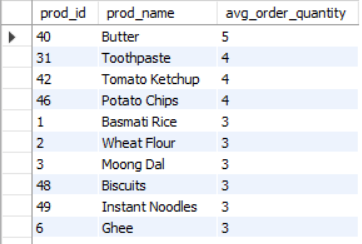 prod_id prod_name avg_order_quantity
40 Butter 5
31 Toothpaste 4
42 Tomato Ketchup 4
46 Potato Chips 4
1 Basmati Rice 3
2 Wheat Flour 3
3 Moong Dal 3
48 Biscuits 3
49 Instant Noodles 3
6 Ghee 3